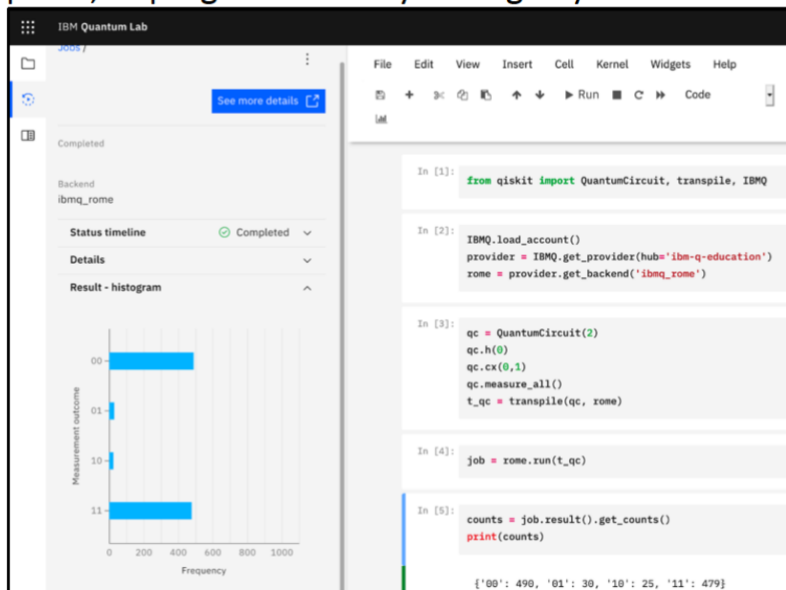 IBM Quantum Lab
Jobs /
See more details
Completed
Backend
ibmq_rome
Status timeline
Completed
Details
Result - histogram
Measurement outcome
00
01
10
11
0 200 400 600 800 1000
Frequency
File Edit View Insert Cell Kernel Widgets Help
Run
Code
In [1]:
from qiskit import QuantumCircuit, transpile, IBMQ
In [2]:
IBMQ.load_account()
provider = IBMQ.get_provider(hub='ibm-q-education')
rome = provider.get_backend('ibmq_rome')
In [3]:
qc = QuantumCircuit(2)
qc.h(0)
qc.cx(0,1)
qc.measure_all()
t_qc = transpile(qc, rome)
In [4]:
job = rome.run(t_qc)
In [5]:
counts = job.result().get_counts()
print(counts)
{'00': 490, '01': 30, '10': 25, '11': 479}